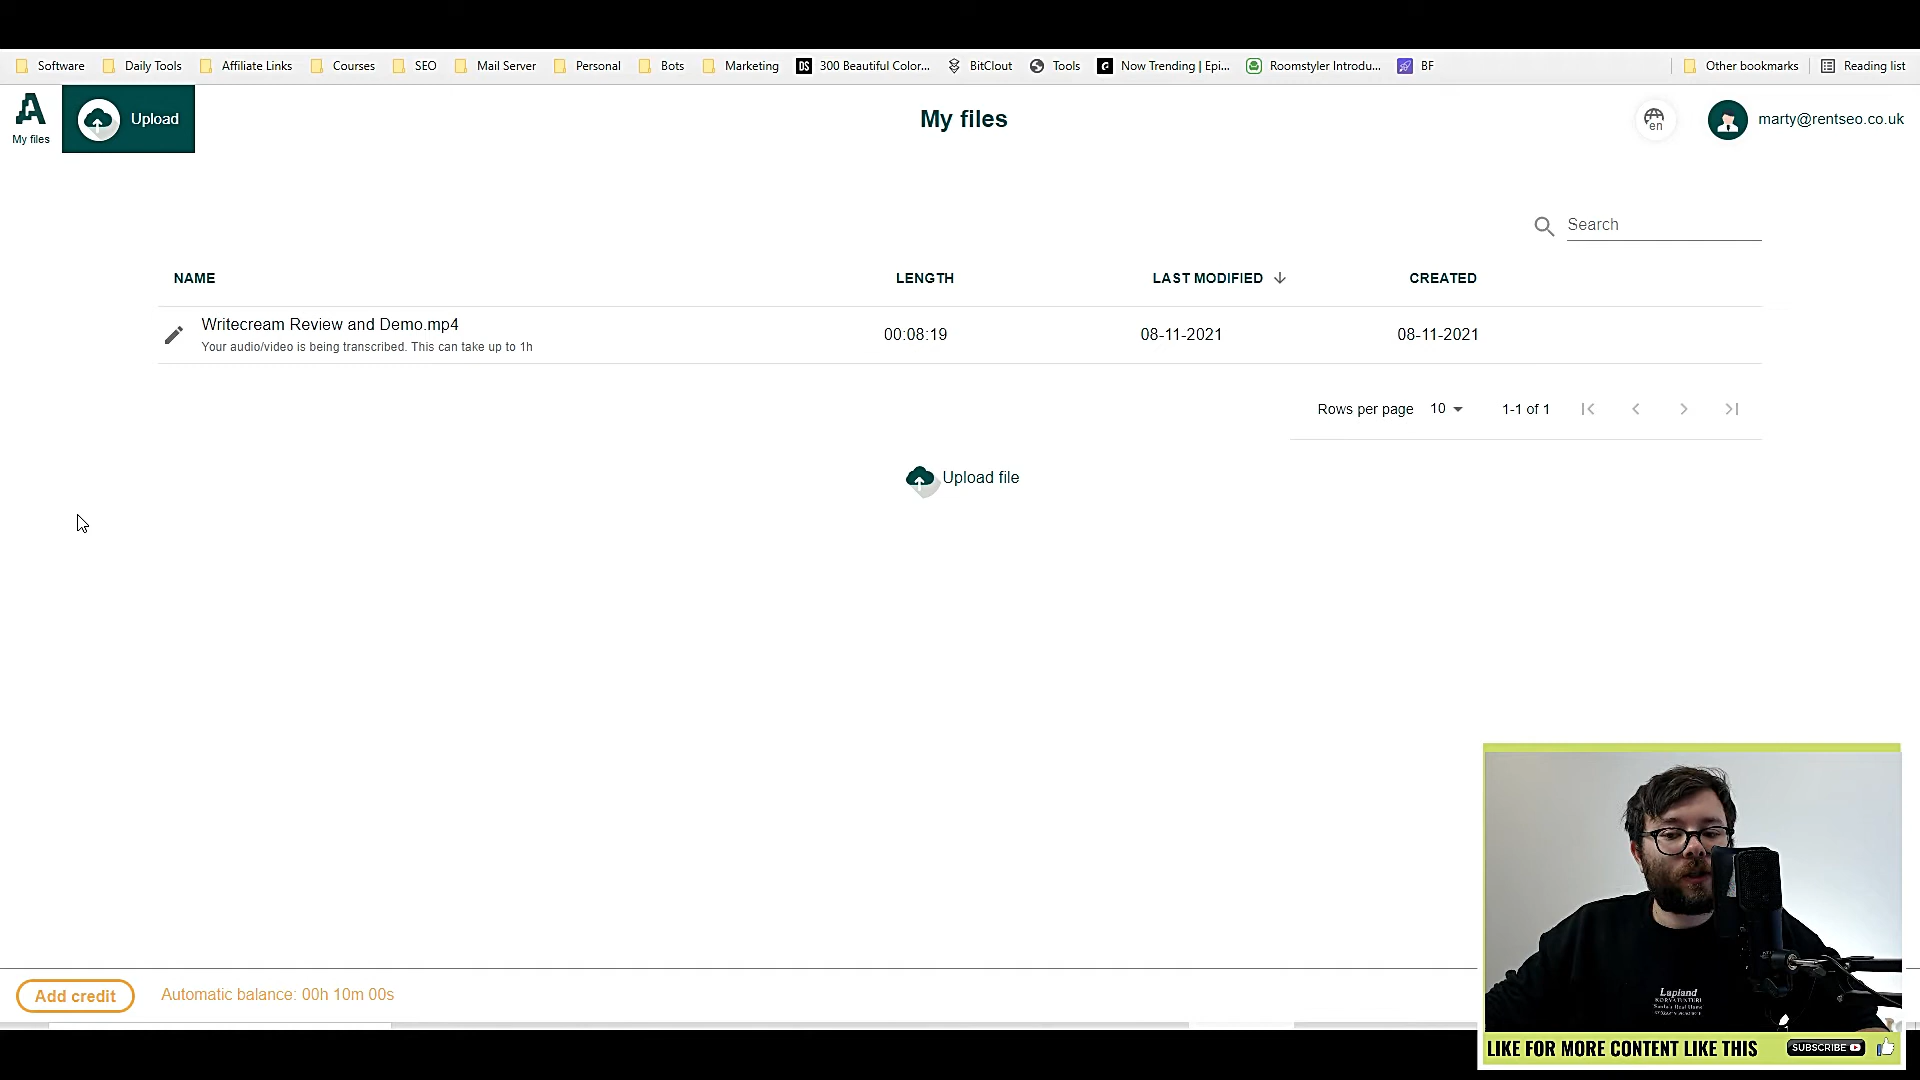 Software Daily Tools Affiliate Links Courses SEO Mail Server Personal Bots Marketing DS 300 Beautiful Color... BitClout Tools Now Trending | Epi... Roomstyler Introdu... BF Other bookmarks Reading list
A
My files
Upload
My files
en
marty@rentseo.co.uk
Search
NAME LENGTH LAST MODIFIED CREATED
Writecream Review and Demo.mp4 00:08:19 08-11-2021 08-11-2021
Your audio/video is being transcribed. This can take up to 1h
Rows per page 10 1-1 of 1
Upload file
Add credit Automatic balance: 00h 10m 00s
Lapland
LIKE FOR MORE CONTENT LIKE THIS SUBSCRIBE